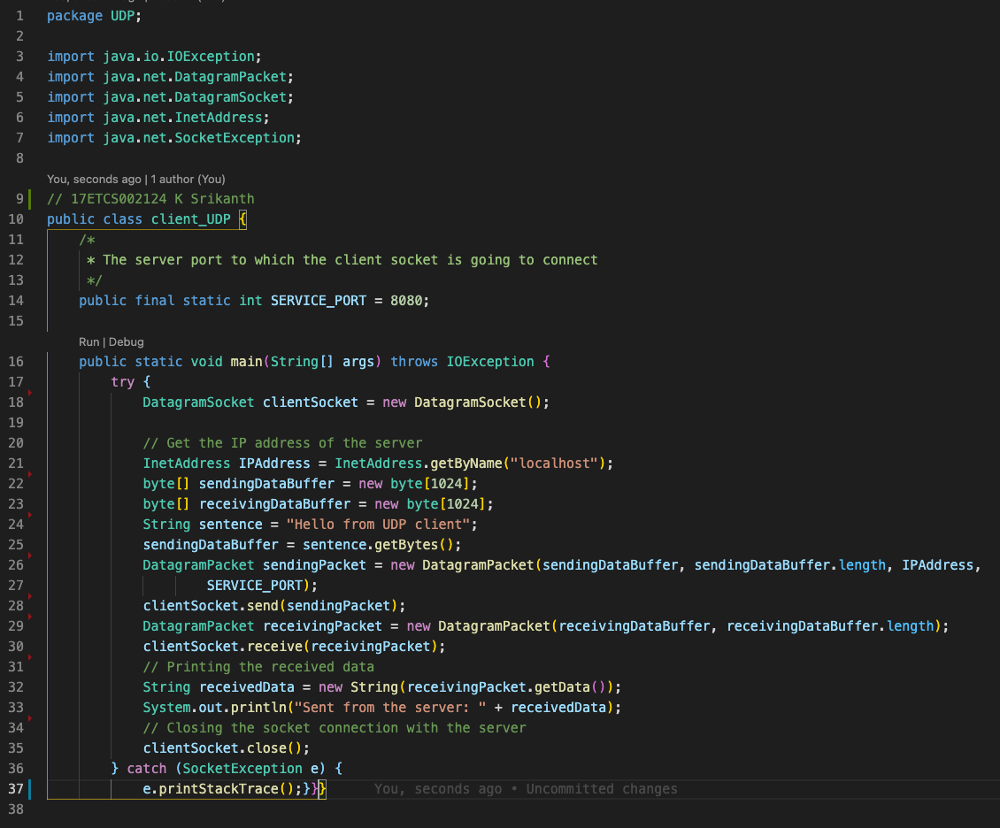 1 package UDP;
2
3 import java.io.IOException;
4 import java.net.DatagramPacket;
5 import java.net.DatagramSocket;
6 import java.net.InetAddress;
7 import java.net.SocketException;
8
You, seconds ago | 1 author (You)
9 // 17ETCS002124 K Srikanth
10 public class client_UDP {
11 /*
12 * The server port to which the client socket is going to connect
13 */
14 public final static int SERVICE_PORT = 8080;
15
Run | Debug
16 public static void main(String[] args) throws IOException {
17 try {
18 DatagramSocket clientSocket = new DatagramSocket();
19
20 // Get the IP address of the server
21 InetAddress IPAddress = InetAddress.getByName("localhost");
22 byte[] sendingDataBuffer = new byte[1024];
23 byte[] receivingDataBuffer = new byte[1024];
24 String sentence = "Hello from UDP client";
25 sendingDataBuffer = sentence.getBytes();
26 DatagramPacket sendingPacket = new DatagramPacket(sendingDataBuffer, sendingDataBuffer.length, IPAddress,
27 SERVICE_PORT);
28 clientSocket.send(sendingPacket);
29 DatagramPacket receivingPacket = new DatagramPacket(receivingDataBuffer, receivingDataBuffer.length);
30 clientSocket.receive(receivingPacket);
31 // Printing the received data
32 String receivedData = new String(receivingPacket.getData());
33 System.out.println("Sent from the server: " + receivedData);
34 // Closing the socket connection with the server
35 clientSocket.close();
36 } catch (SocketException e) {
37 e.printStackTrace();}}} You, seconds ago • Uncommitted changes
38